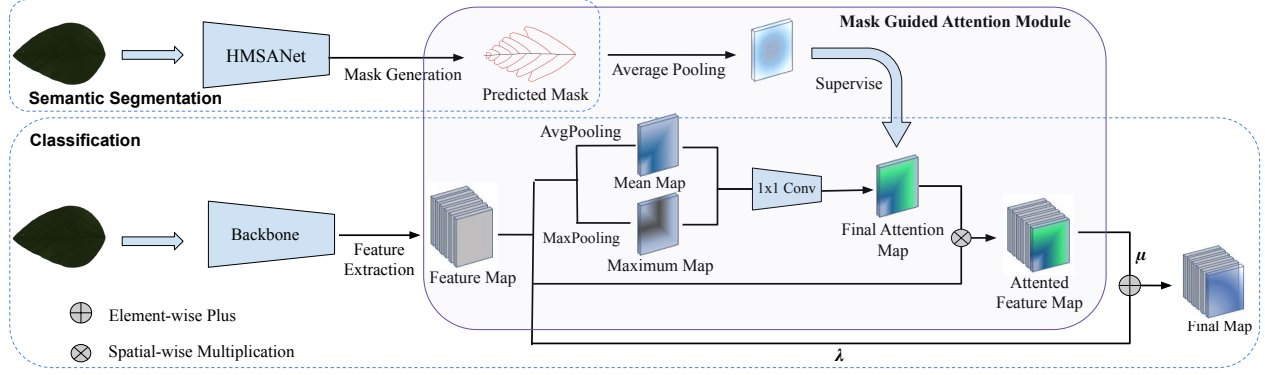 Mask Guided Attention Module
HMSANet
Mask Generation
Predicted Mask
Average Pooling
Supervise
Semantic Segmentation
Classification
AvgPooling
Mean Map
1x1 Conv
MaxPooling
Maximum Map
Final Attention
Map
Backbone
Feature
Extraction
Feature Map
Attented
Feature Map
μ
Final Map
λ
Element-wise Plus
Spatial-wise Multiplication